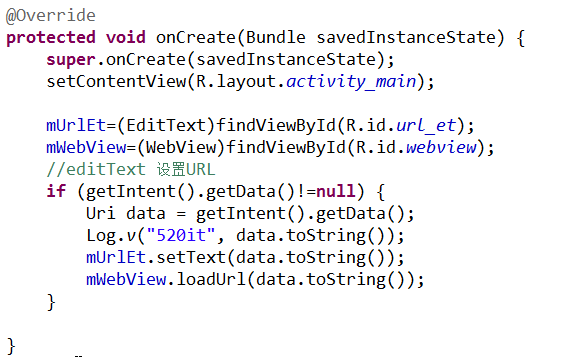 @Override
protected void onCreate(Bundle savedInstanceState) {
    super.onCreate(savedInstanceState);
    setContentView(R.layout.activity_main);

    mUrlEt=(EditText)findViewById(R.id.url_et);
    mWebView=(WebView)findViewById(R.id.webview);
    //editText 设置URL
    if (getIntent().getData()!=null) {
        Uri data = getIntent().getData();
        Log.v("520it", data.toString());
        mUrlEt.setText(data.toString());
        mWebView.loadUrl(data.toString());
    }

}